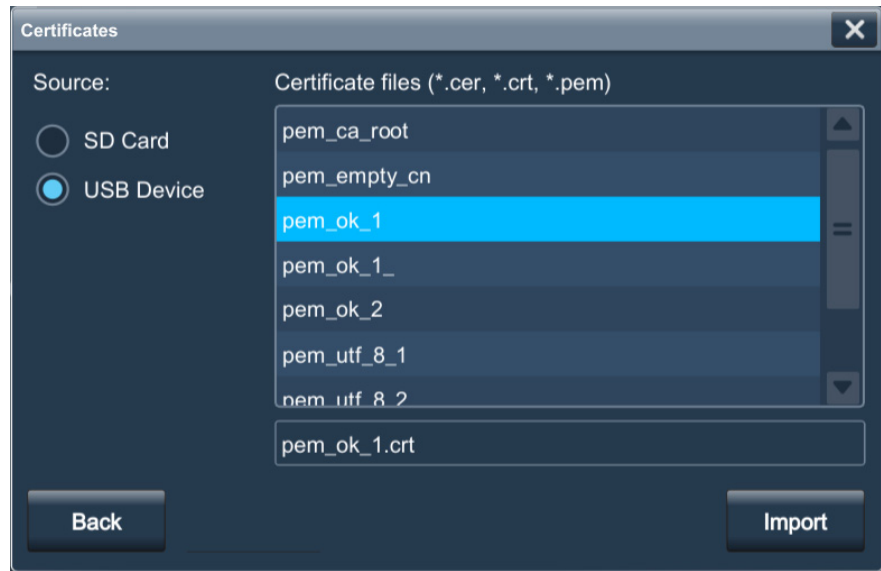 Certificates
Source:
Certificate files (*.cer, *.crt, *.pem)
SD Card
USB Device
pem_ca_root
pem_empty_cn
pem_ok_1
pem_ok_1_
pem_ok_2
pem_utf_8_1
pem_utf_8_2
pem_ok_1.crt
Back
Import